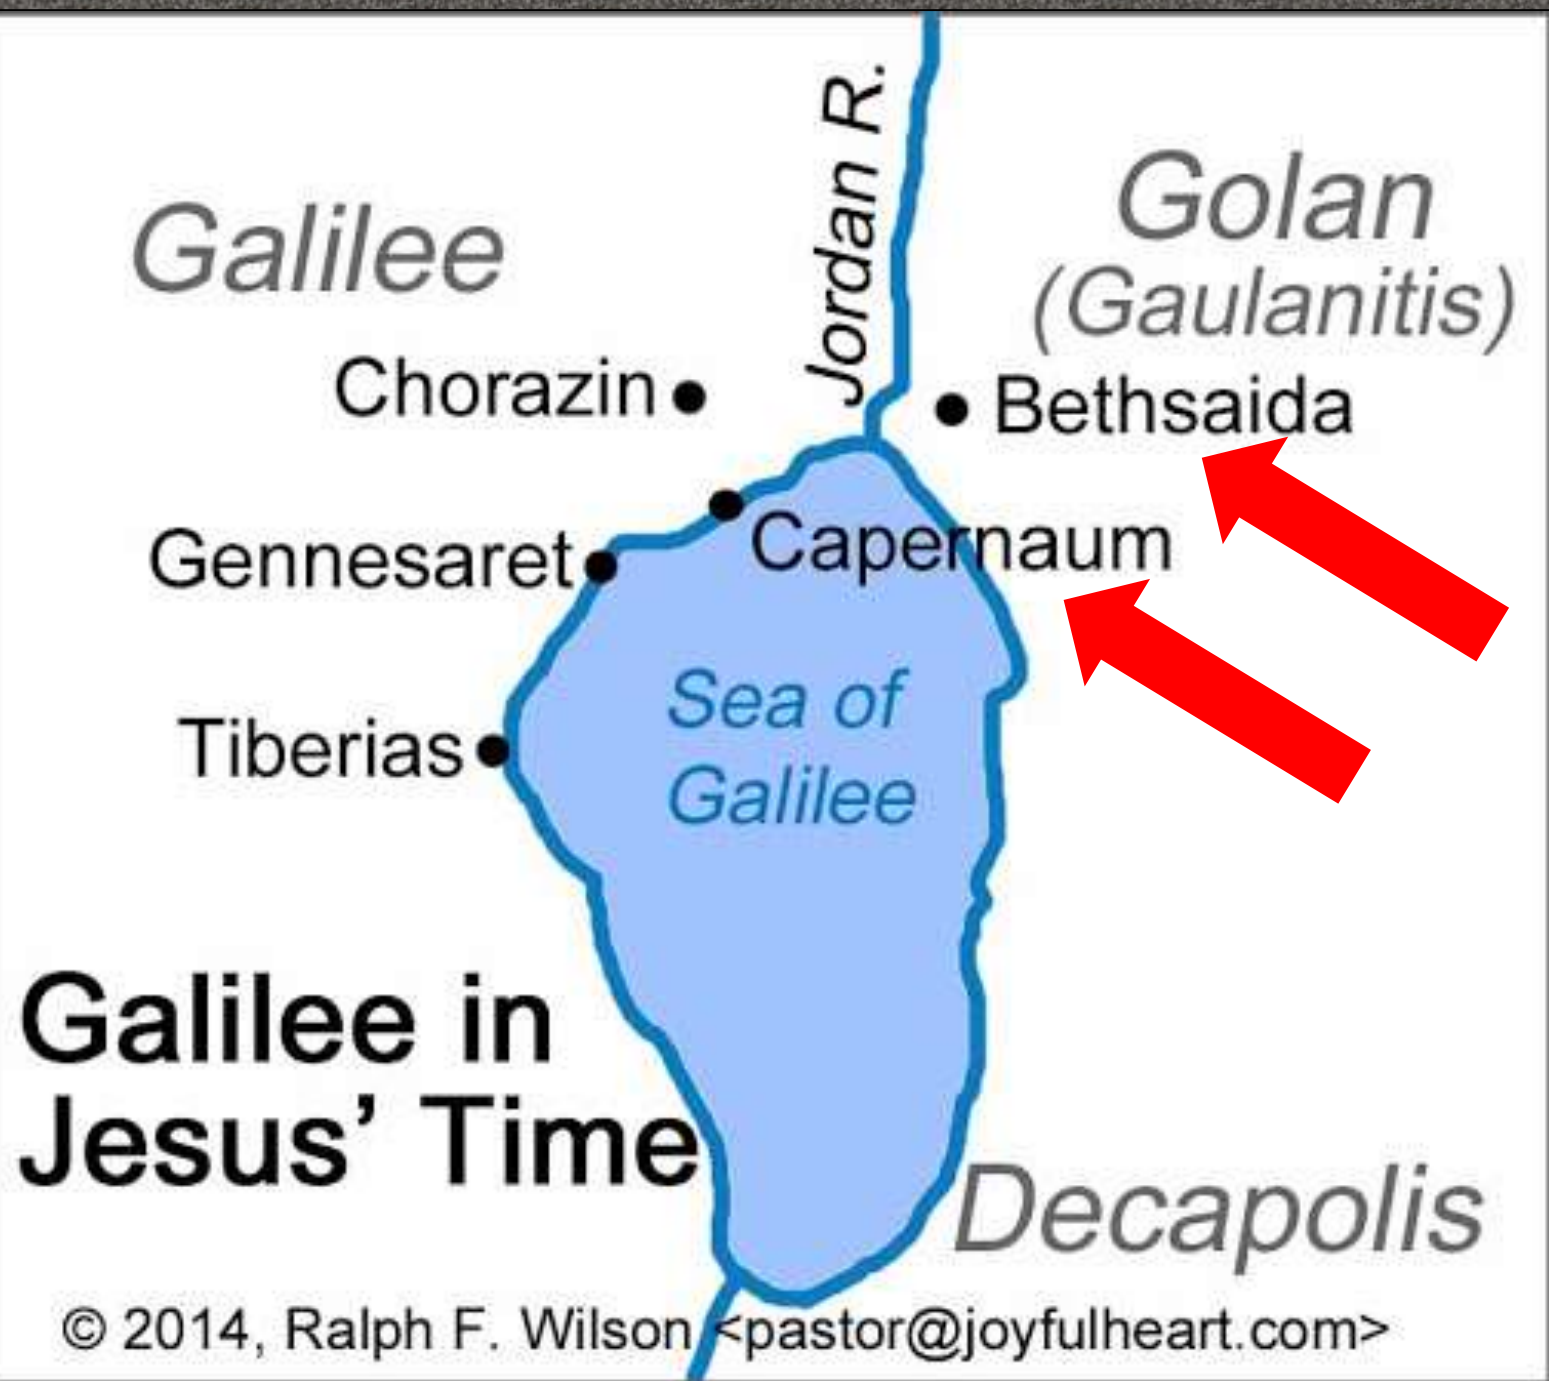 Jordan R.
Galilee
Golan
(Gaulanitis)
Chorazin
Bethsaida
Capernaum
Gennesaret
Sea of
Galilee
Tiberias
Galilee in
Jesus’ Time
Decapolis
© 2014, Ralph F. Wilson <pastor@joyfulheart.com>